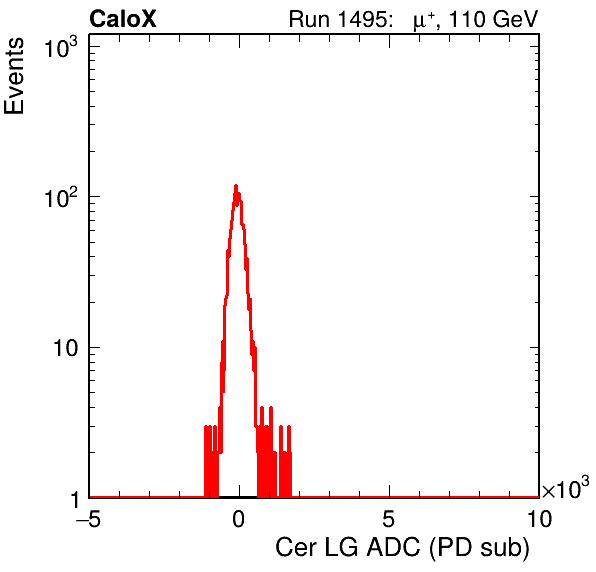 CaloX Run 1495: μ⁺, 110 GeV
Events
10³
10²
10
1
−5 0 5 10
×10³
Cer LG ADC (PD sub)